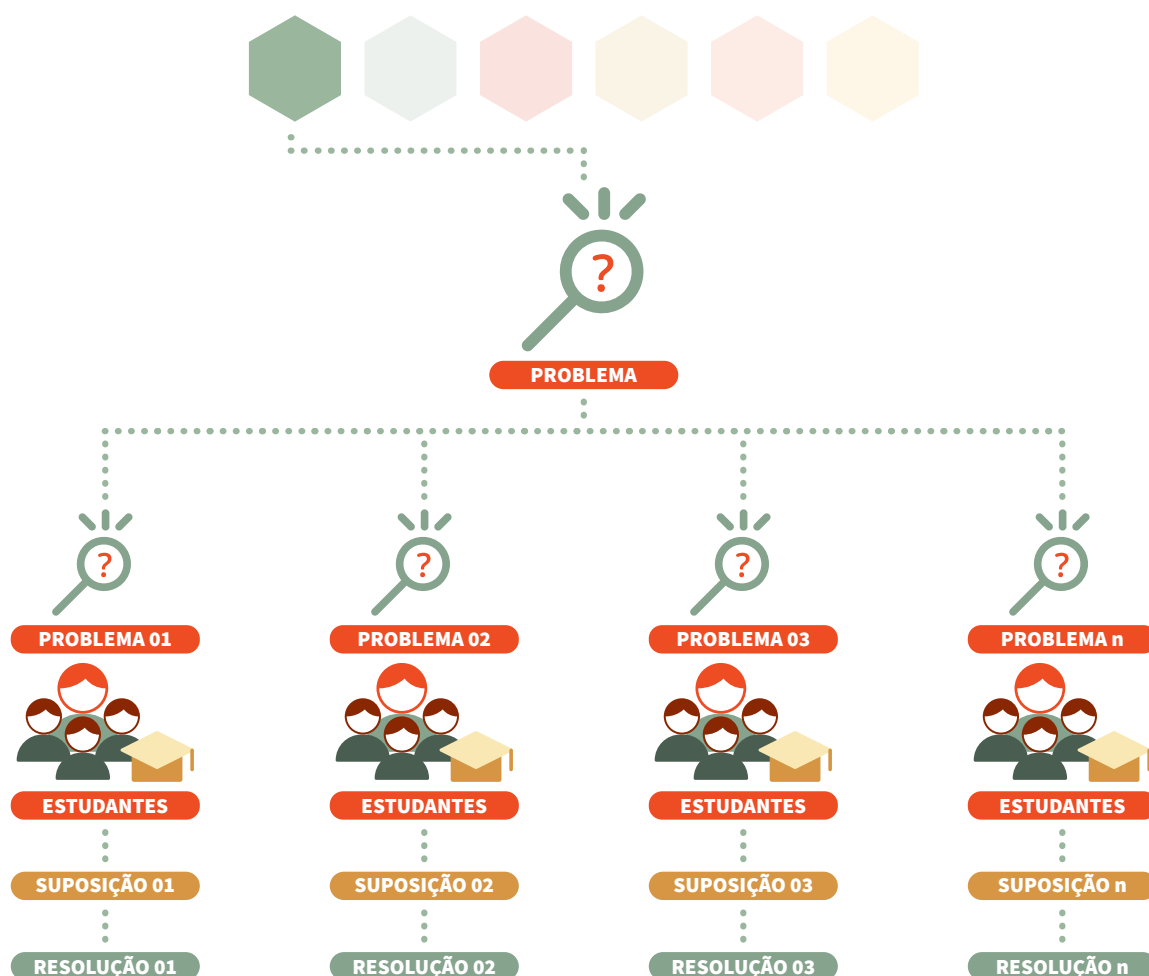 ?
PROBLEMA
? ? ? ?
PROBLEMA 01 PROBLEMA 02 PROBLEMA 03 PROBLEMA n
ESTUDANTES ESTUDANTES ESTUDANTES ESTUDANTES
SUPOSIÇÃO 01 SUPOSIÇÃO 02 SUPOSIÇÃO 03 SUPOSIÇÃO n
RESOLUÇÃO 01 RESOLUÇÃO 02 RESOLUÇÃO 03 RESOLUÇÃO n